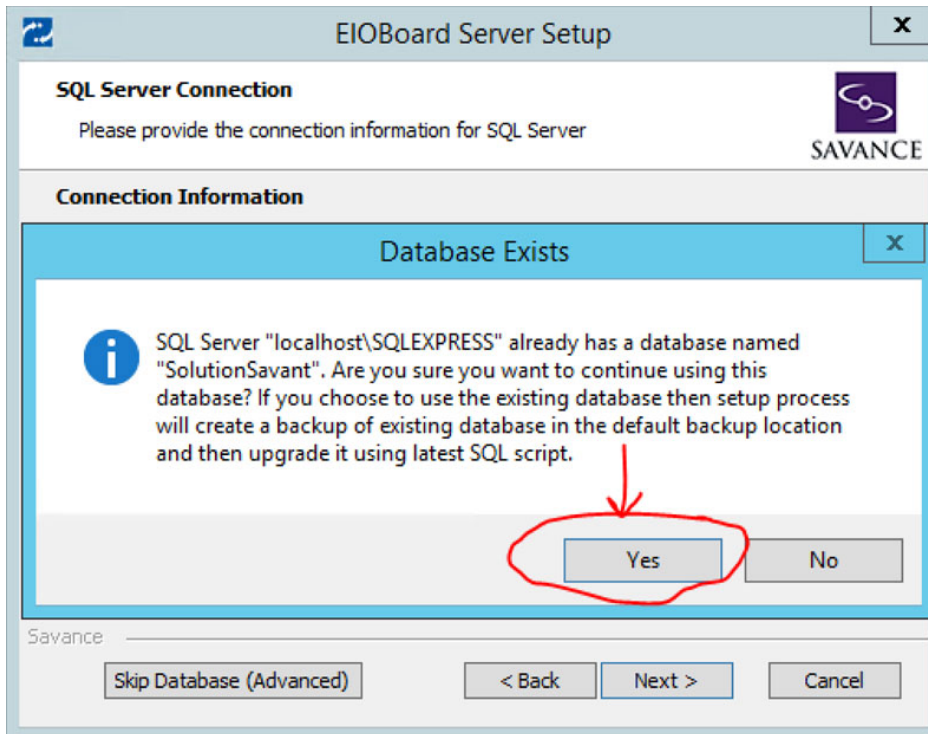 EIOBoard Server Setup
x
SQL Server Connection
Please provide the connection information for SQL Server
SAVANCE
Connection Information
Database Exists
x
SQL Server "localhost\SQLEXPRESS" already has a database named
"SolutionSavant". Are you sure you want to continue using this
database? If you choose to use the existing database then setup process
will create a backup of existing database in the default backup location
and then upgrade it using latest SQL script.
Yes
No
Savance
Skip Database (Advanced)
< Back
Next >
Cancel